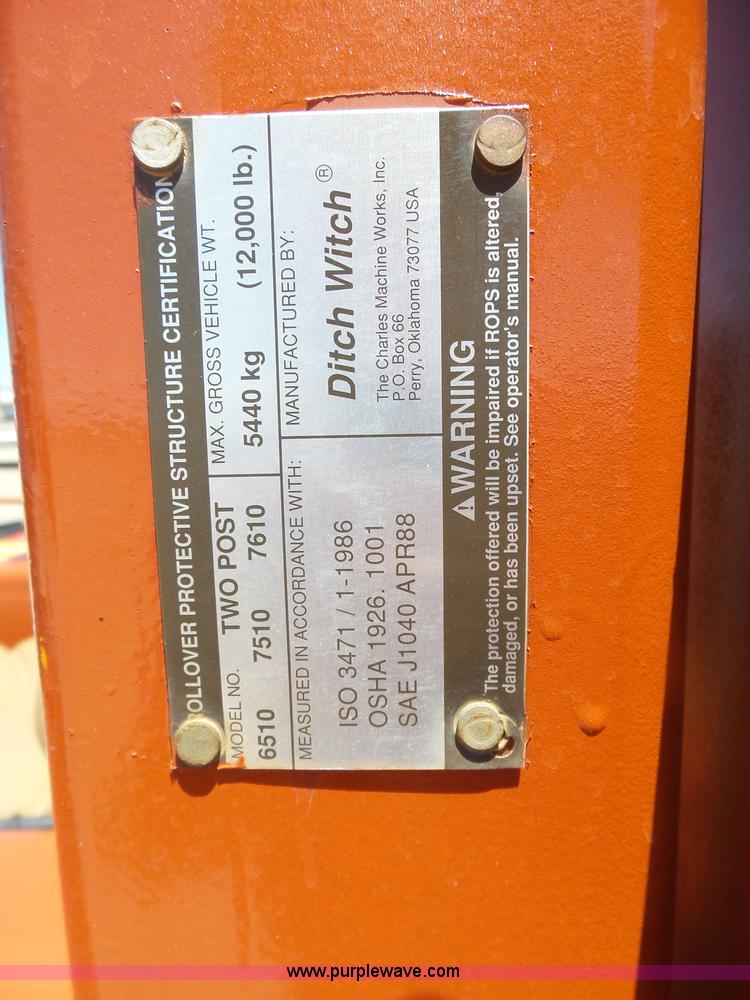 ROLLOVER PROTECTIVE STRUCTURE CERTIFICATION
MODEL NO. TWO POST
6510 7510 7610
MAX. GROSS VEHICLE WT.
5440 kg (12,000 lb.)
MEASURED IN ACCORDANCE WITH:
ISO 3471 / 1-1986
OSHA 1926. 1001
SAE J1040 APR88
MANUFACTURED BY:
Ditch Witch ®
The Charles Machine Works, Inc.
P.O. Box 66
Perry, Oklahoma 73077 USA
⚠WARNING
The protection offered will be impaired if ROPS is altered,
damaged, or has been upset. See operator's manual.
www.purplewave.com